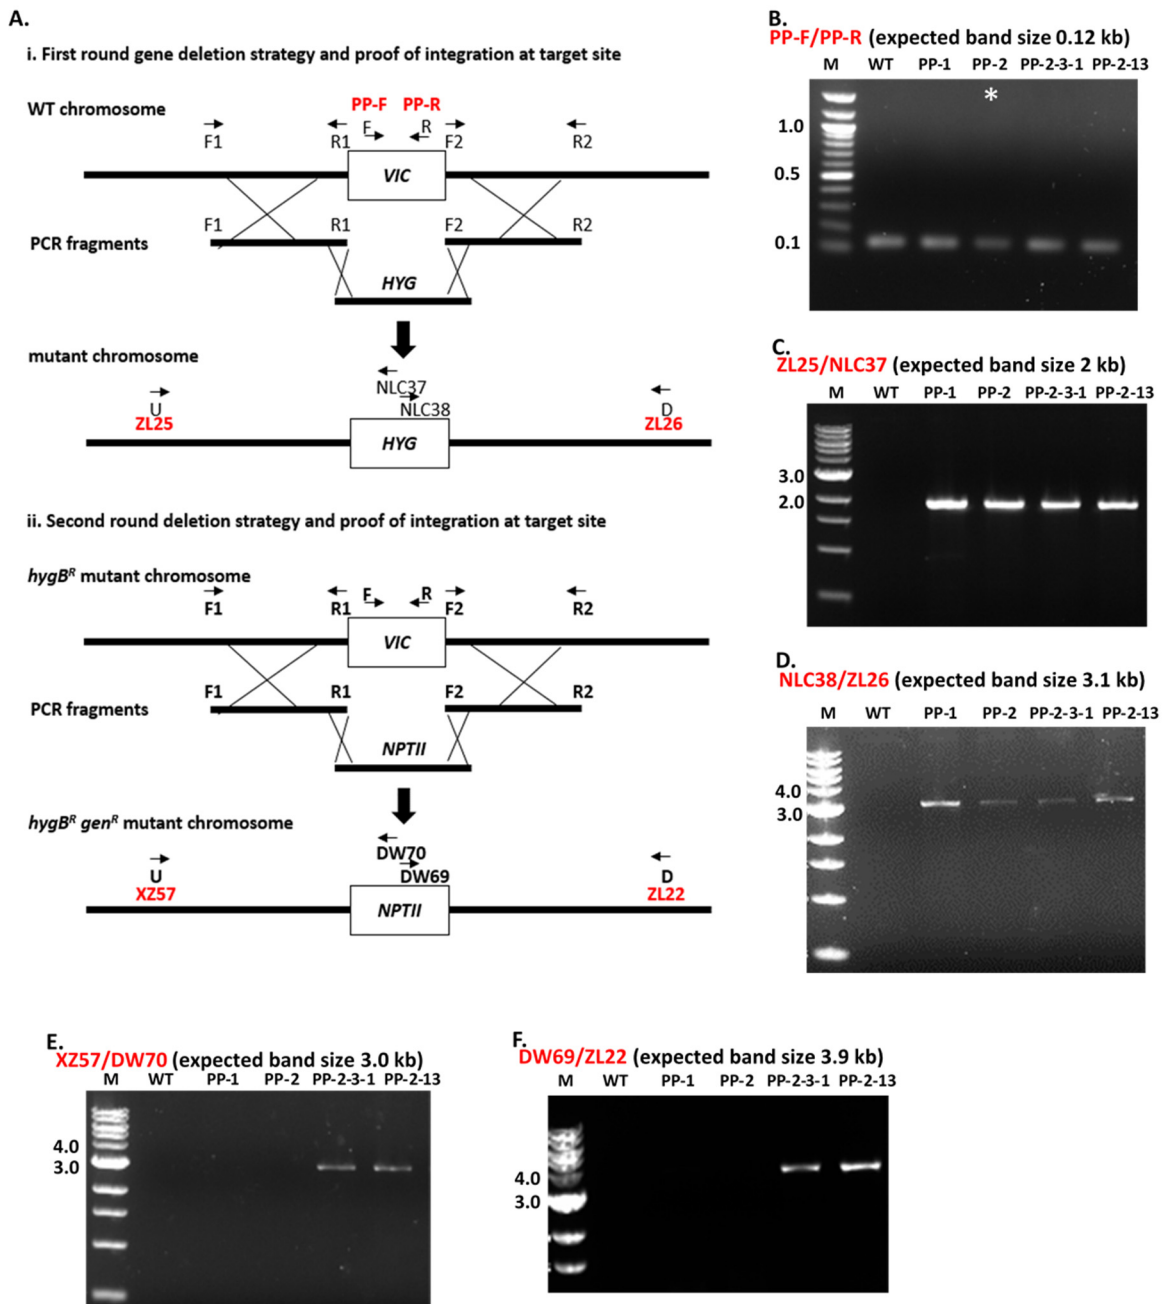 A.
i. First round gene deletion strategy and proof of integration at target site
WT chromosome
PP-F PP-R
F1 R1 F R F2 R2
VIC
PCR fragments
F1 R1 F2 R2
HYG
mutant chromosome
NLC37
NLC38
U D
ZL25 ZL26
HYG
ii. Second round deletion strategy and proof of integration at target site
hygBᴿ mutant chromosome
F1 R1 F R F2 R2
VIC
PCR fragments
F1 R1 F2 R2
NPTII
hygBᴿ genᴿ mutant chromosome
DW70
DW69
U D
XZ57 ZL22
NPTII
B.
PP-F/PP-R (expected band size 0.12 kb)
M WT PP-1 PP-2 PP-2-3-1 PP-2-13
*
1.0
0.5
0.1
C.
ZL25/NLC37 (expected band size 2 kb)
M WT PP-1 PP-2 PP-2-3-1 PP-2-13
3.0
2.0
D.
NLC38/ZL26 (expected band size 3.1 kb)
M WT PP-1 PP-2 PP-2-3-1 PP-2-13
4.0
3.0
E.
XZ57/DW70 (expected band size 3.0 kb)
M WT PP-1 PP-2 PP-2-3-1 PP-2-13
4.0
3.0
F.
DW69/ZL22 (expected band size 3.9 kb)
M WT PP-1 PP-2 PP-2-3-1 PP-2-13
4.0
3.0